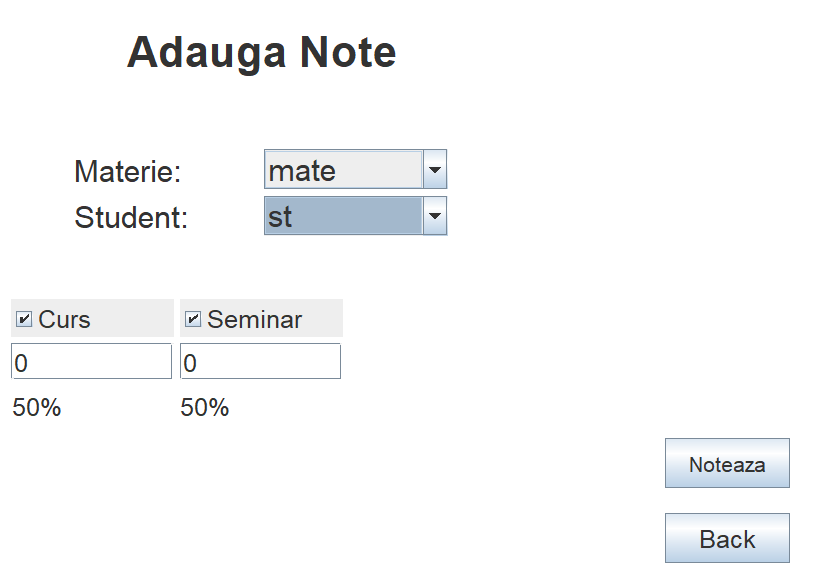 Adauga Note
Materie: mate
Student: st
Curs Seminar
0 0
50% 50%
Noteaza
Back